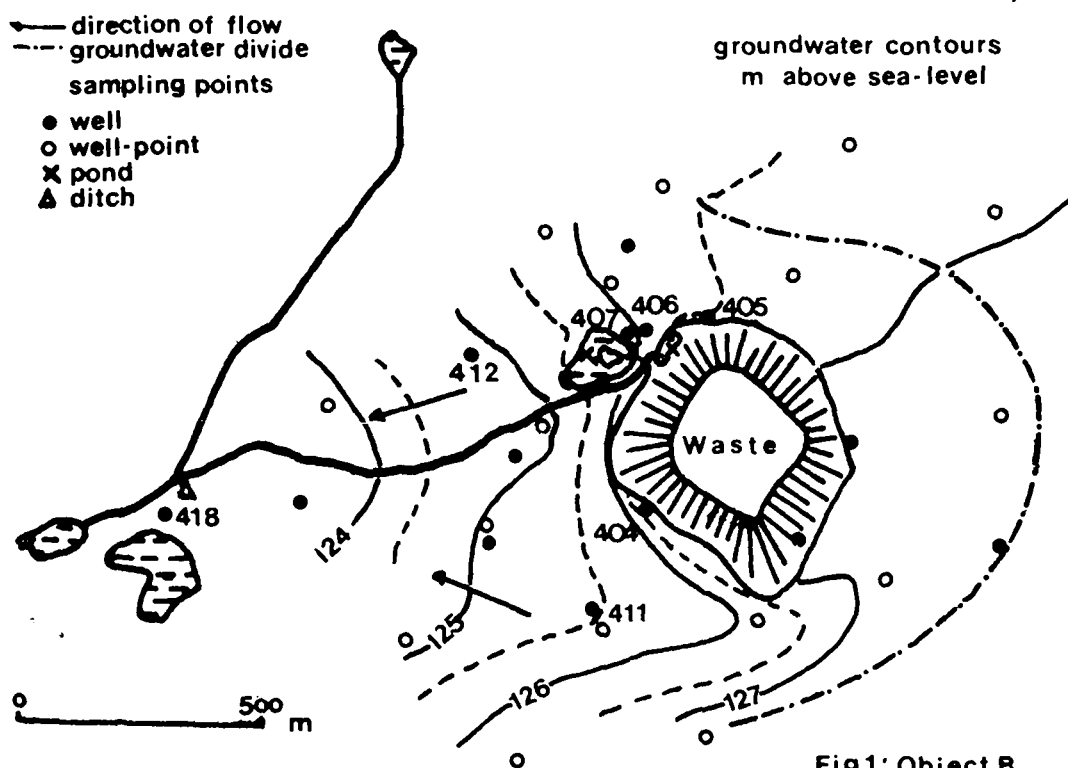 direction of flow
groundwater divide
sampling points
well
well-point
pond
ditch
groundwater contours
m above sea-level
407 406 405
412
Waste
404
418
124
411
125
126
127
0 500 m
Fig1: Object B